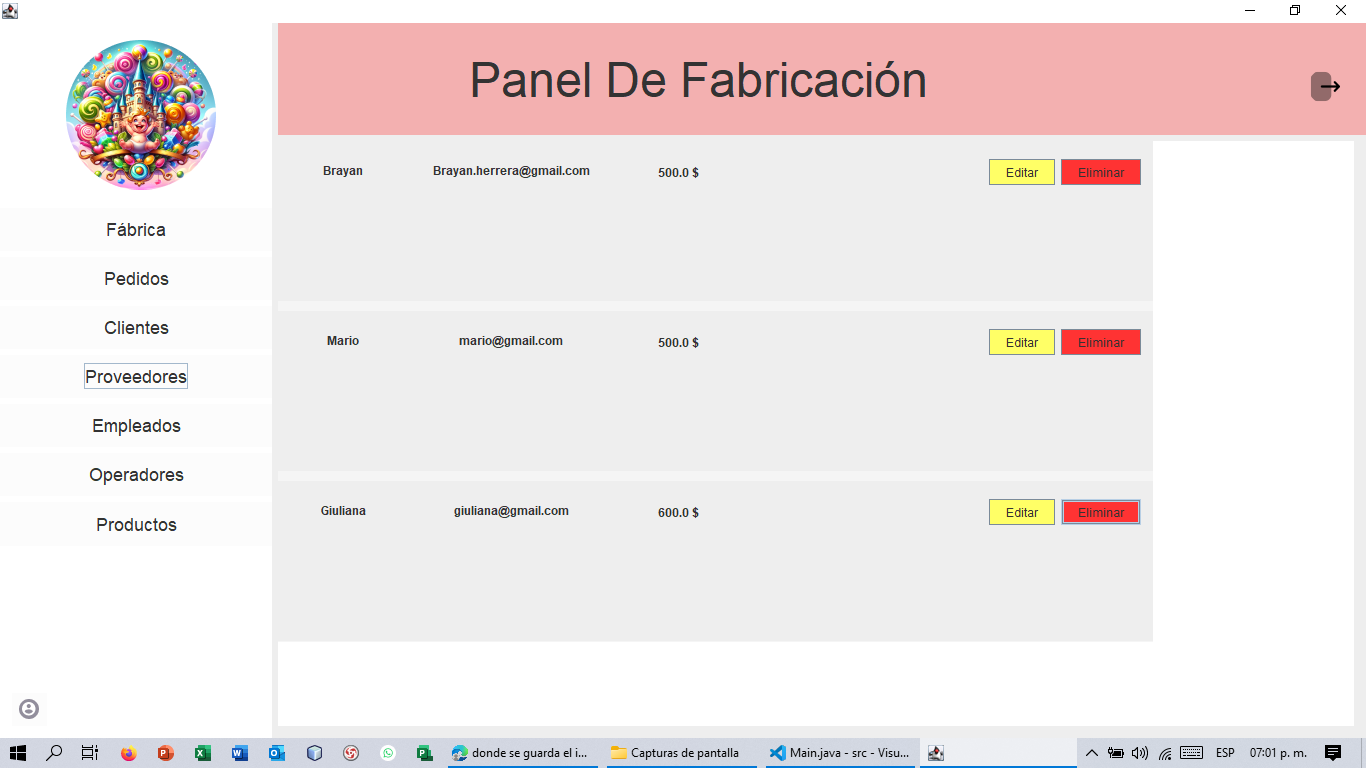 Panel De Fabricación
Fábrica
Pedidos
Clientes
Proveedores
Empleados
Operadores
Productos
Brayan Brayan.herrera@gmail.com 500.0 $ Editar Eliminar
Mario mario@gmail.com 500.0 $ Editar Eliminar
Giuliana giuliana@gmail.com 600.0 $ Editar Eliminar
donde se guarda el i... Capturas de pantalla Main.java - src - Visu... ESP 07:01 p. m.